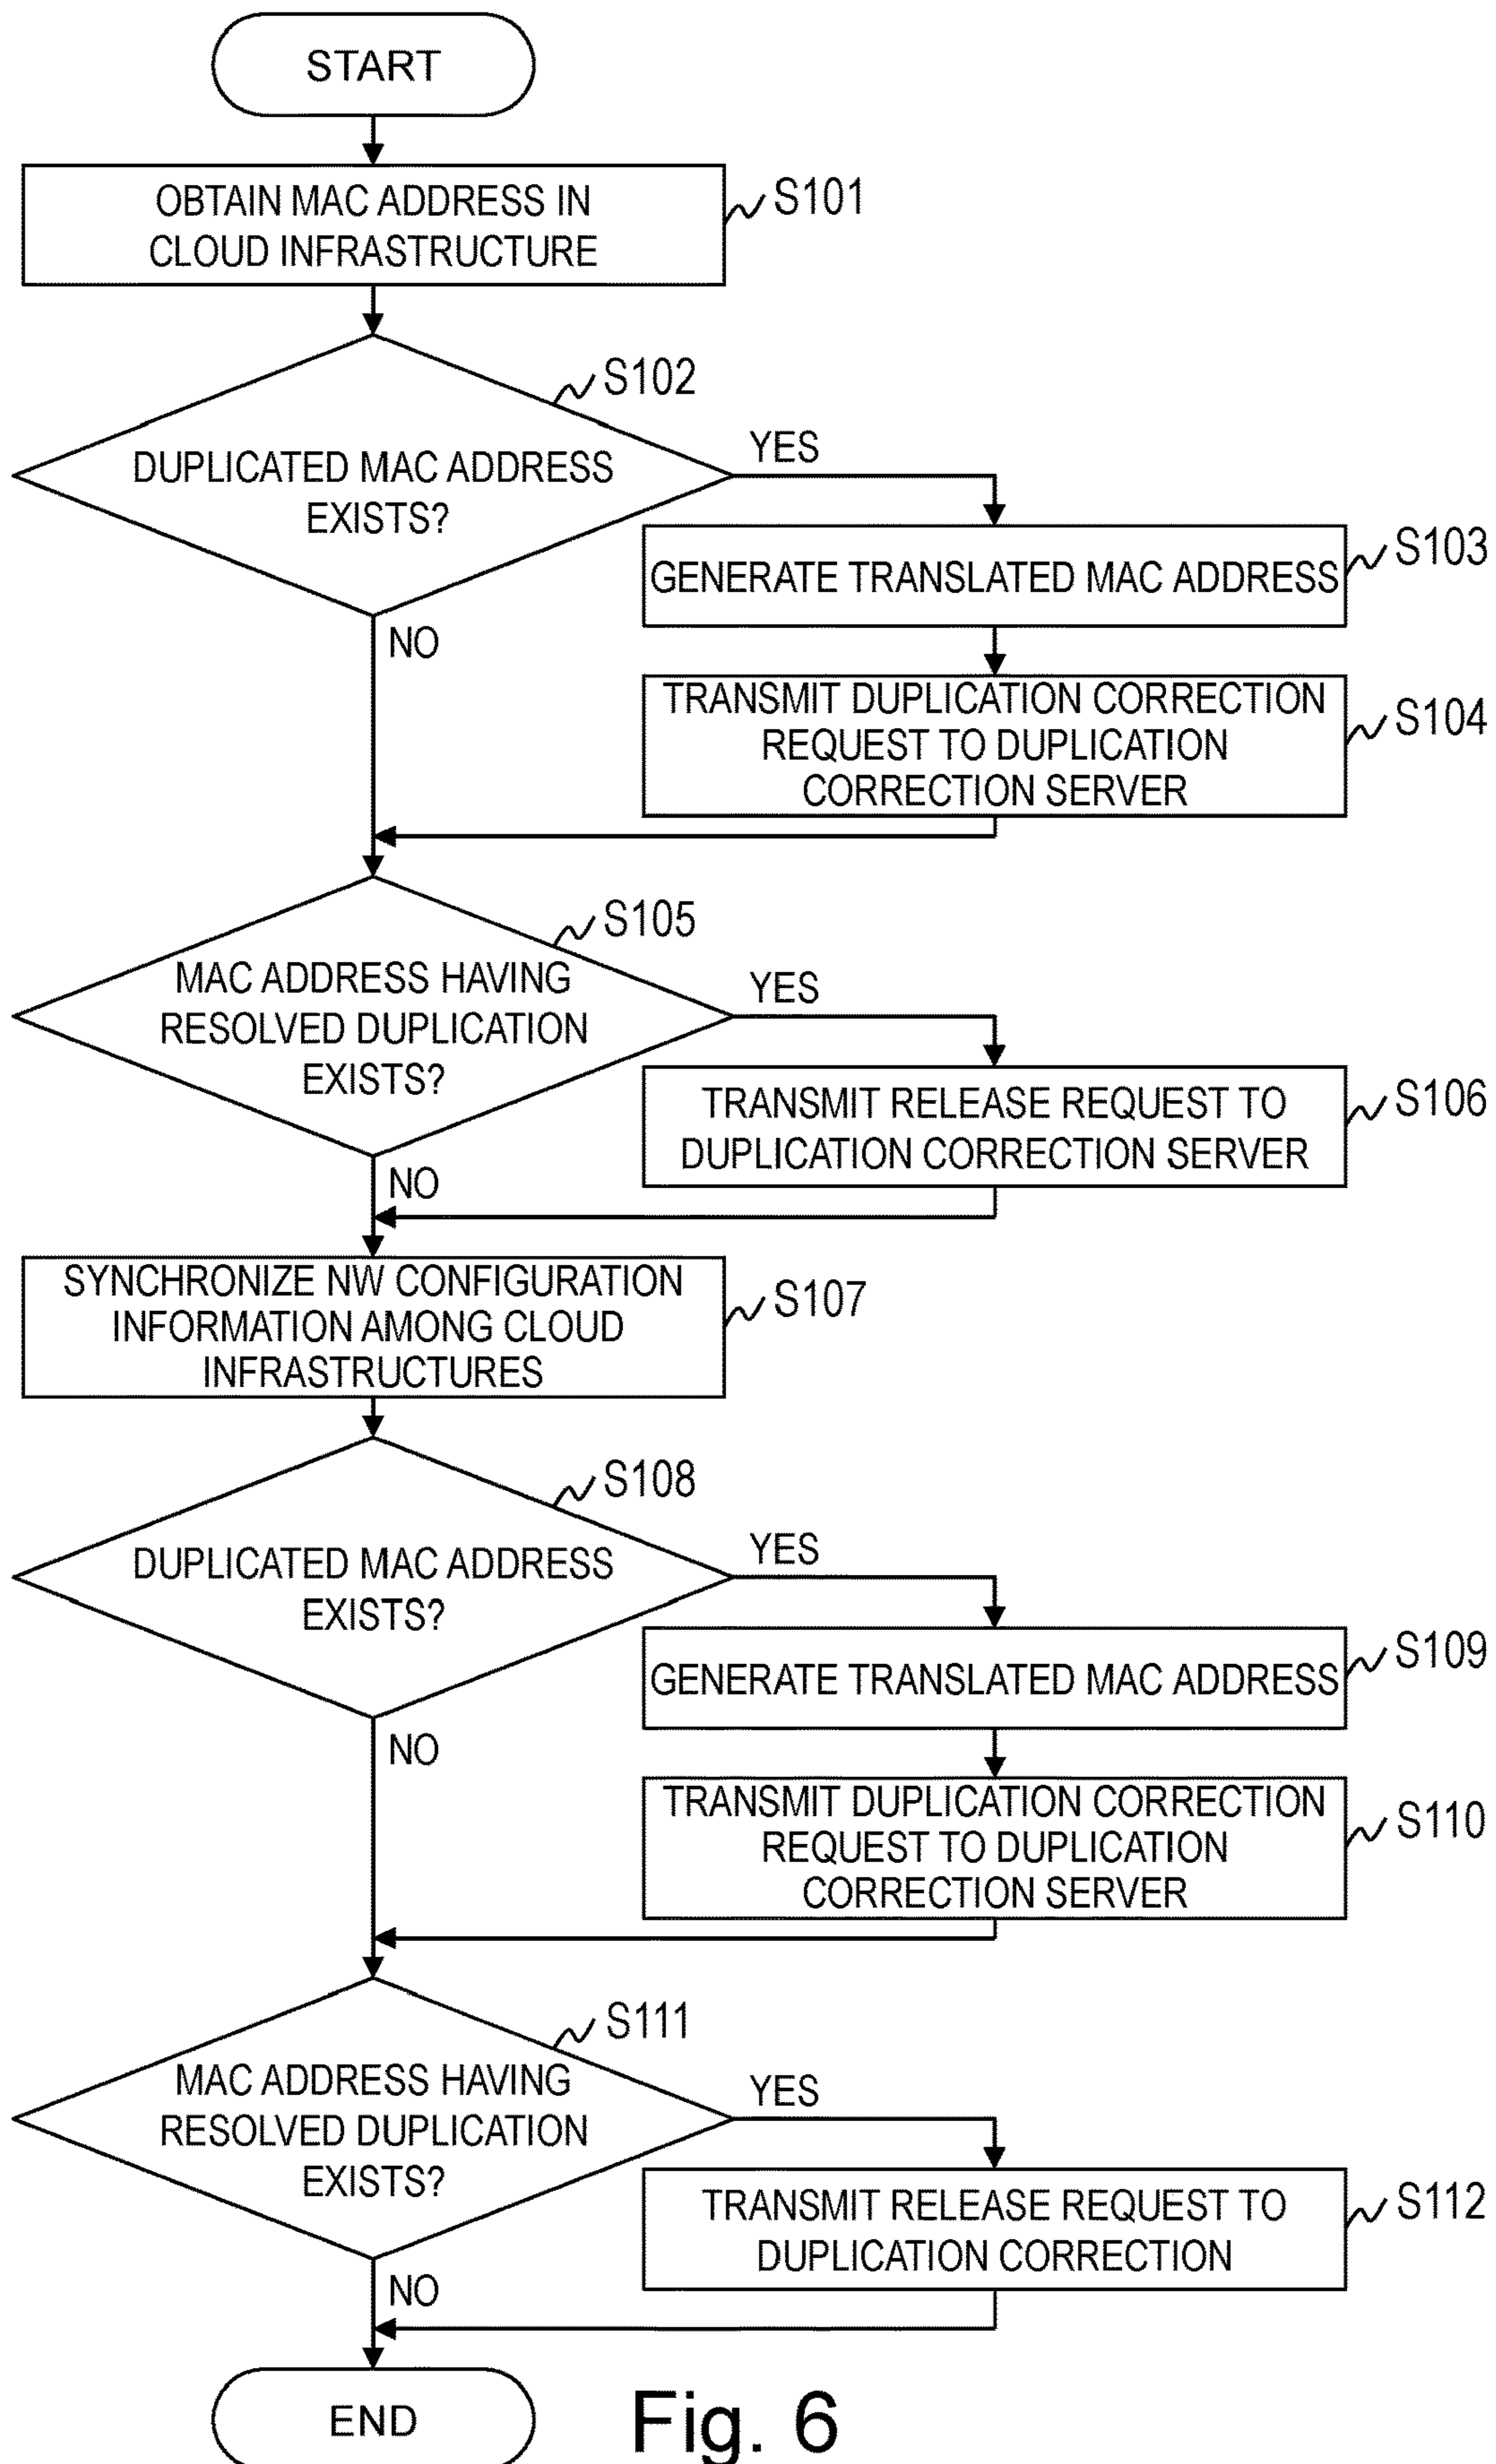 START
OBTAIN MAC ADDRESS IN
CLOUD INFRASTRUCTURE
S101
S102
DUPLICATED MAC ADDRESS
EXISTS?
YES
NO
S103
GENERATE TRANSLATED MAC ADDRESS
TRANSMIT DUPLICATION CORRECTION
REQUEST TO DUPLICATION
CORRECTION SERVER
S104
S105
MAC ADDRESS HAVING
RESOLVED DUPLICATION
EXISTS?
YES
NO
TRANSMIT RELEASE REQUEST TO
DUPLICATION CORRECTION SERVER
S106
SYNCHRONIZE NW CONFIGURATION
INFORMATION AMONG CLOUD
INFRASTRUCTURES
S107
S108
DUPLICATED MAC ADDRESS
EXISTS?
YES
NO
S109
GENERATE TRANSLATED MAC ADDRESS
TRANSMIT DUPLICATION CORRECTION
REQUEST TO DUPLICATION
CORRECTION SERVER
S110
S111
MAC ADDRESS HAVING
RESOLVED DUPLICATION
EXISTS?
YES
NO
TRANSMIT RELEASE REQUEST TO
DUPLICATION CORRECTION
S112
END
Fig. 6